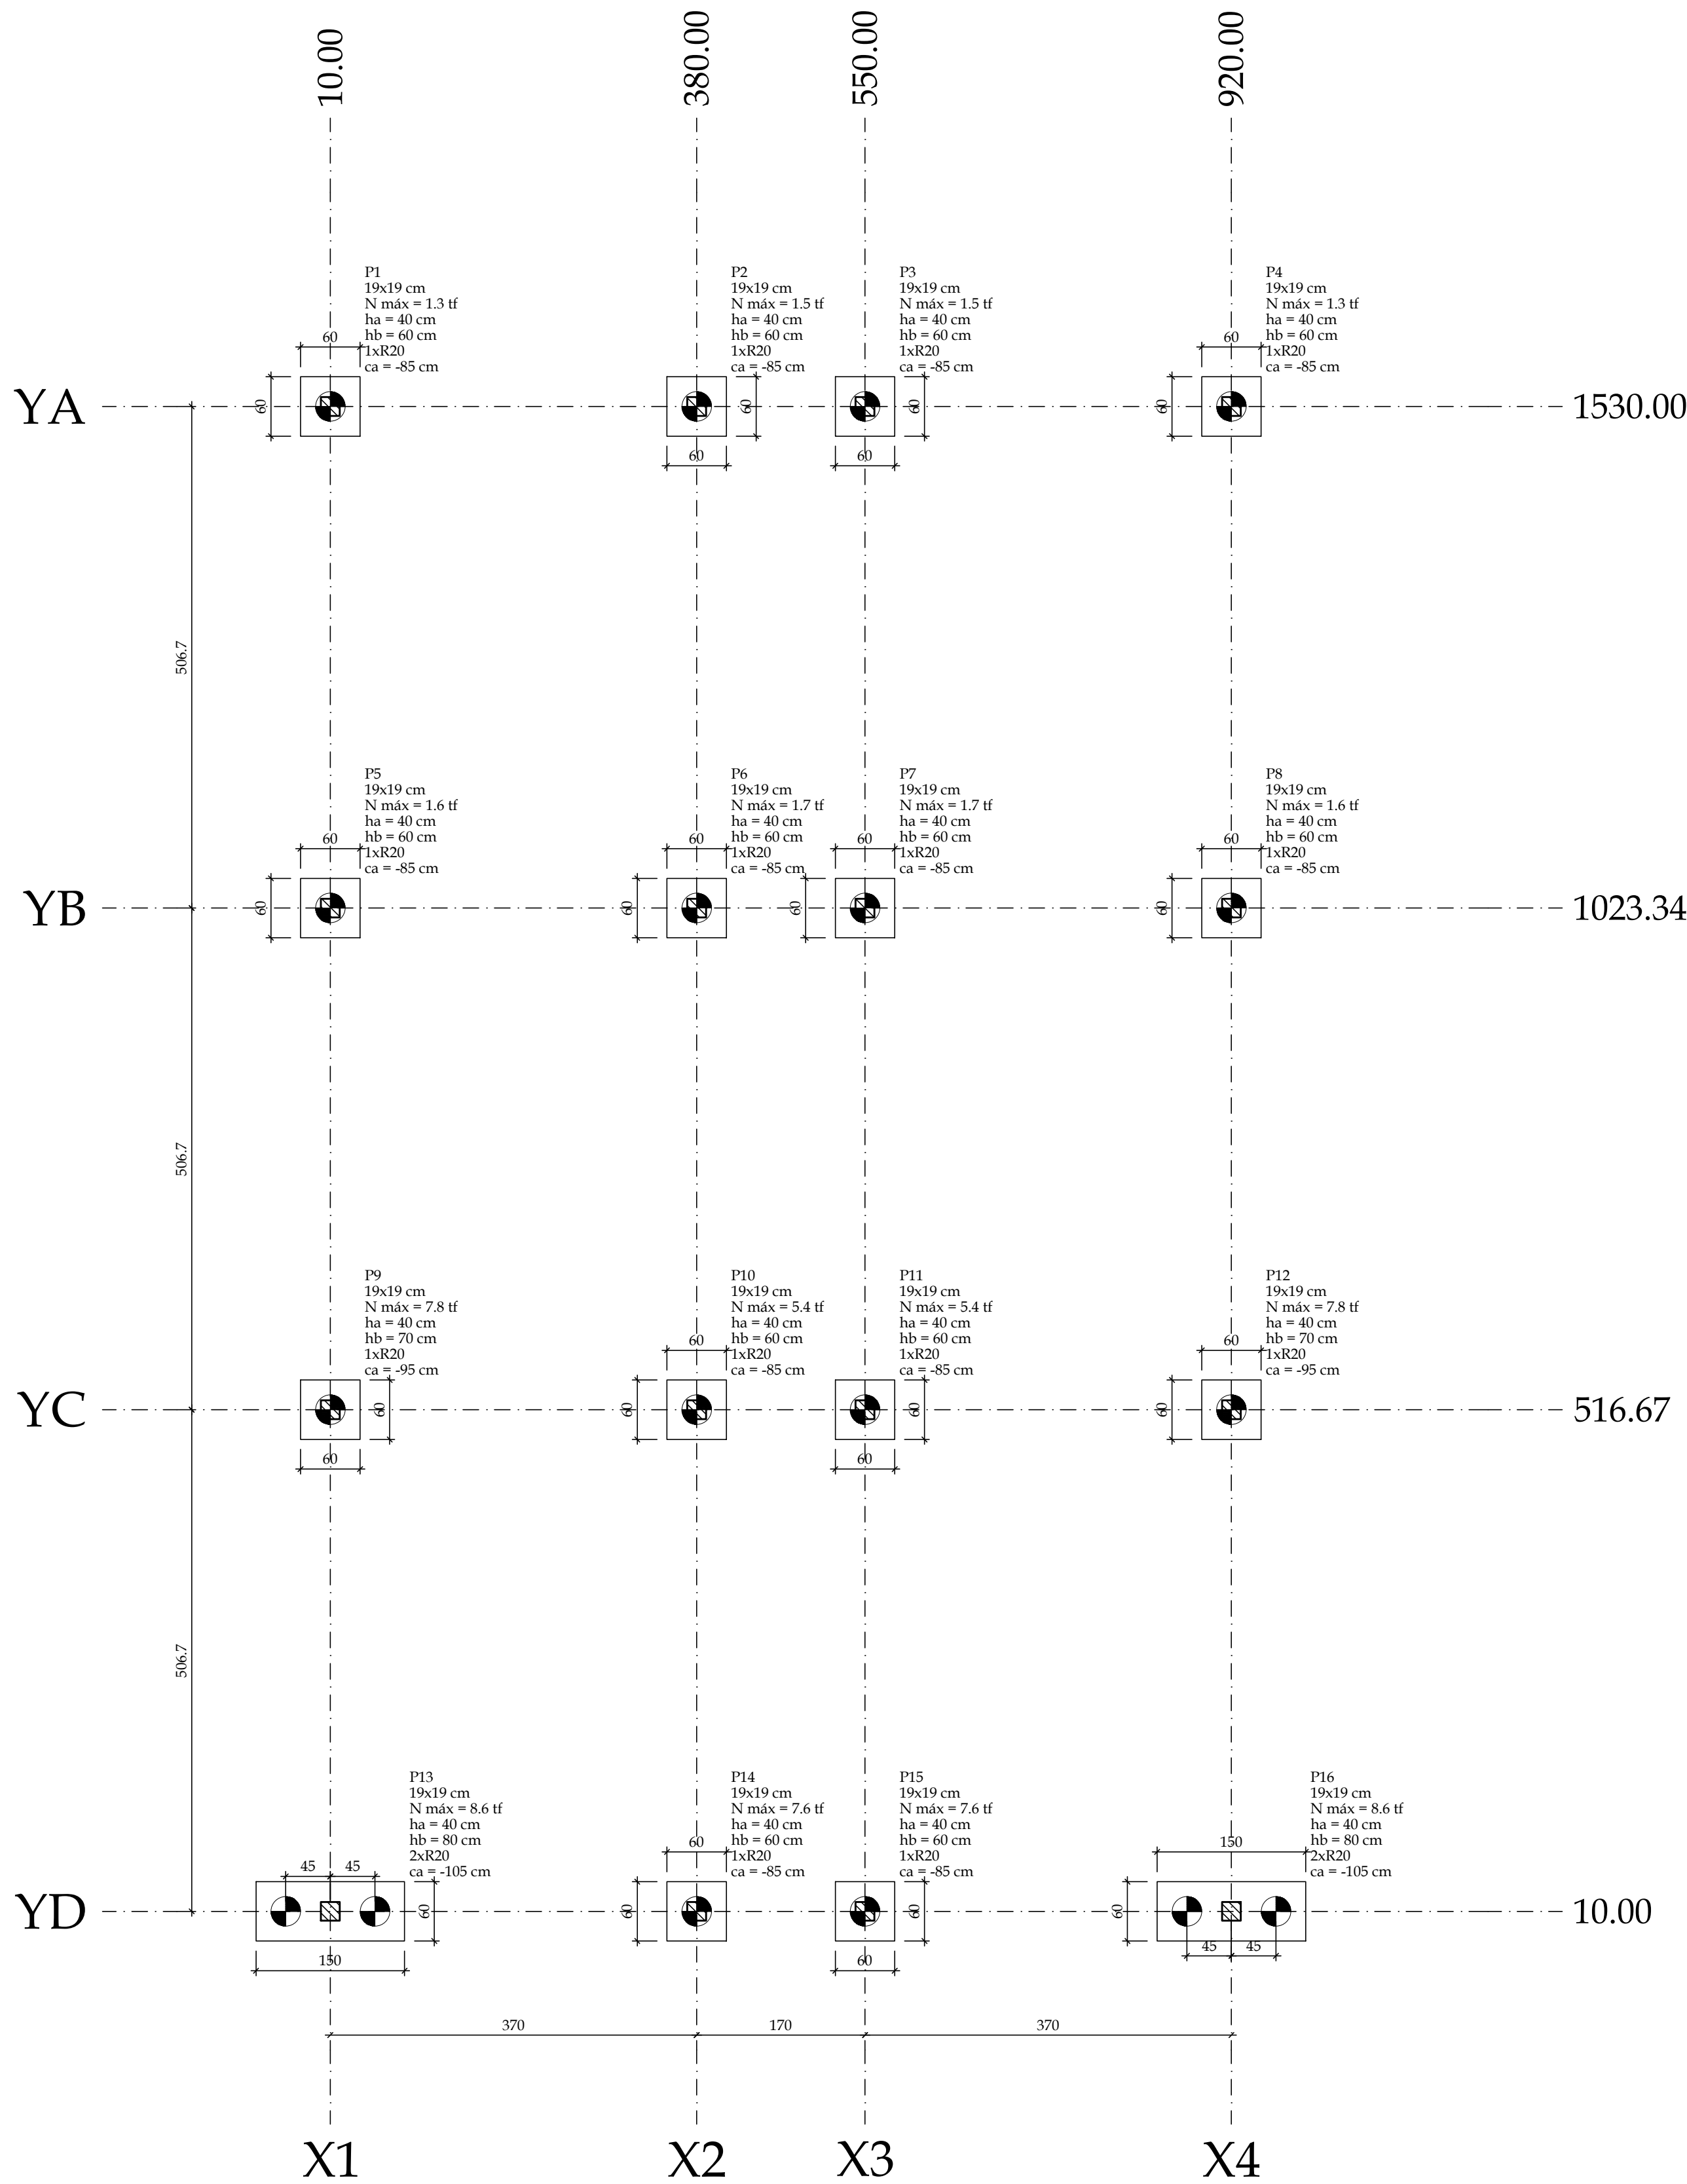 10.00
380.00
550.00
920.00
P1
19x19 cm
N máx = 1.3 tf
ha = 40 cm
hb = 60 cm
1xR20
ca = -85 cm
60
60
P2
19x19 cm
N máx = 1.5 tf
ha = 40 cm
hb = 60 cm
1xR20
ca = -85 cm
60
60
P3
19x19 cm
N máx = 1.5 tf
ha = 40 cm
hb = 60 cm
1xR20
ca = -85 cm
60
60
P4
19x19 cm
N máx = 1.3 tf
ha = 40 cm
hb = 60 cm
1xR20
ca = -85 cm
60
60
YA
1530.00
506.7
P5
19x19 cm
N máx = 1.6 tf
ha = 40 cm
hb = 60 cm
1xR20
ca = -85 cm
60
60
P6
19x19 cm
N máx = 1.7 tf
ha = 40 cm
hb = 60 cm
1xR20
ca = -85 cm
60
60
P7
19x19 cm
N máx = 1.7 tf
ha = 40 cm
hb = 60 cm
1xR20
ca = -85 cm
60
60
P8
19x19 cm
N máx = 1.6 tf
ha = 40 cm
hb = 60 cm
1xR20
ca = -85 cm
60
60
YB
1023.34
506.7
P9
19x19 cm
N máx = 7.8 tf
ha = 40 cm
hb = 70 cm
1xR20
ca = -95 cm
60
60
P10
19x19 cm
N máx = 5.4 tf
ha = 40 cm
hb = 60 cm
1xR20
ca = -85 cm
60
60
P11
19x19 cm
N máx = 5.4 tf
ha = 40 cm
hb = 60 cm
1xR20
ca = -85 cm
60
60
P12
19x19 cm
N máx = 7.8 tf
ha = 40 cm
hb = 70 cm
1xR20
ca = -95 cm
60
60
YC
516.67
506.7
P13
19x19 cm
N máx = 8.6 tf
ha = 40 cm
hb = 80 cm
2xR20
ca = -105 cm
45
45
60
150
P14
19x19 cm
N máx = 7.6 tf
ha = 40 cm
hb = 60 cm
1xR20
ca = -85 cm
60
60
P15
19x19 cm
N máx = 7.6 tf
ha = 40 cm
hb = 60 cm
1xR20
ca = -85 cm
60
60
P16
19x19 cm
N máx = 8.6 tf
ha = 40 cm
hb = 80 cm
2xR20
ca = -105 cm
150
60
45
45
YD
10.00
370
170
370
X1
X2
X3
X4